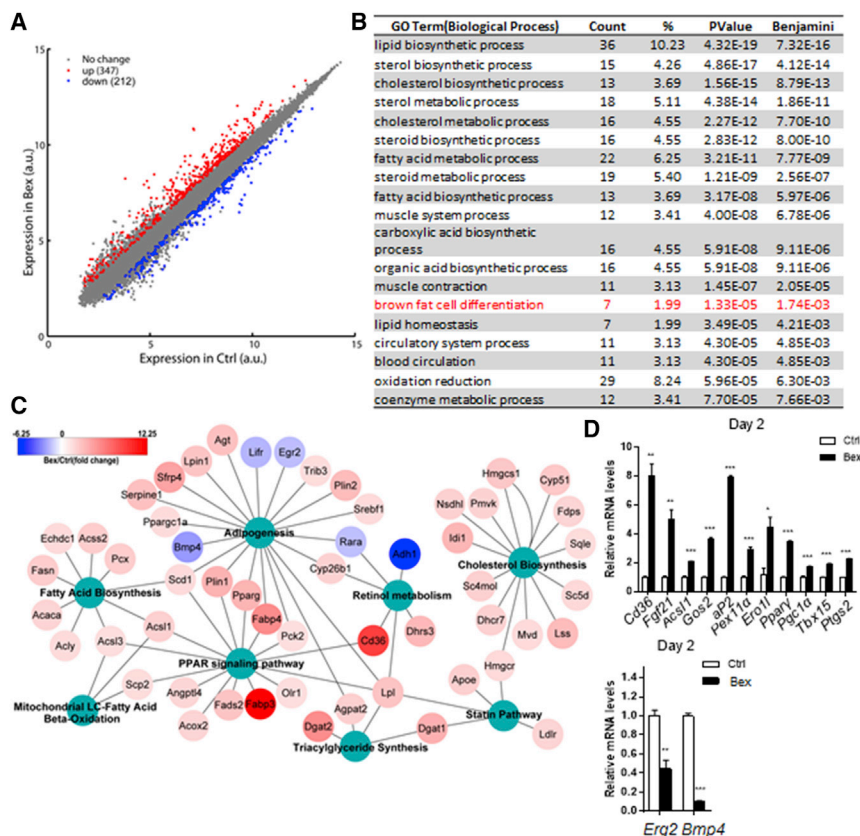 A
15
10
5
0
0
5
10
15
No change
up (347)
down (212)
Expression in Bex (a.u.)
Expression in Ctrl (a.u.)
B
GO Term(Biological Process) Count % PValue Benjamini
lipid biosynthetic process 36 10.23 4.32E-19 7.32E-16
sterol biosynthetic process 15 4.26 4.86E-17 4.12E-14
cholesterol biosynthetic process 13 3.69 1.56E-15 8.79E-13
sterol metabolic process 18 5.11 4.38E-14 1.86E-11
cholesterol metabolic process 16 4.55 2.27E-12 7.70E-10
steroid biosynthetic process 16 4.55 2.83E-12 8.00E-10
fatty acid metabolic process 22 6.25 3.21E-11 7.77E-09
steroid metabolic process 19 5.40 1.21E-09 2.56E-07
fatty acid biosynthetic process 13 3.69 3.17E-08 5.97E-06
muscle system process 12 3.41 4.00E-08 6.78E-06
carboxylic acid biosynthetic
process 16 4.55 5.91E-08 9.11E-06
organic acid biosynthetic process 16 4.55 5.91E-08 9.11E-06
muscle contraction 11 3.13 1.45E-07 2.05E-05
brown fat cell differentiation 7 1.99 1.33E-05 1.74E-03
lipid homeostasis 7 1.99 3.49E-05 4.21E-03
circulatory system process 11 3.13 4.30E-05 4.85E-03
blood circulation 11 3.13 4.30E-05 4.85E-03
oxidation reduction 29 8.24 5.96E-05 6.30E-03
coenzyme metabolic process 12 3.41 7.70E-05 7.66E-03
C
-6.25 0 12.25
Bex/Ctrl(fold change)
Agt
Lifr
Egr2
Lpin1
Trib3
Sfrp4
Plin2
Serpine1
Srebf1
Ppargc1a
Adipogenesis
Bmp4
Rara
Adh1
Echdc1
Acss2
Pcx
Fasn
Fatty Acid Biosynthesis
Scd1
Plin1
Pparg
Cyp26b1
Retinol metabolism
Fabp4
Acaca
Acly
Acsl3
Acsl1
Pck2
Cd36
Dhrs3
PPAR signaling pathway
Scp2
Angptl4
Olr1
Lpl
Mitochondrial LC-Fatty Acid
Beta-Oxidation
Acox2
Fads2
Fabp3
Agpat2
Dgat2
Dgat1
Triacylglyceride Synthesis
Hmgcs1
Cyp51
Nsdhl
Pmvk
Fdps
Idi1
Sqle
Cholesterol Biosynthesis
Sc4mol
Sc5d
Dhcr7
Mvd
Lss
Hmgcr
Apoe
Statin Pathway
Ldlr
D
Day 2
Ctrl
Bex
Relative mRNA levels
10
8
6
4
2
0
** ** *** *** *** *** * *** *** *** ***
Cd36 Fgf21 Acsl1 Gos2 aP2 Pex11α Ero1l Pparγ Pgc1α Tbx15 Ptgs2
Day 2
Ctrl
Bex
Relative mRNA levels
1.4
1.2
1.0
0.8
0.6
0.4
0.2
0.0
** ***
Erg2 Bmp4